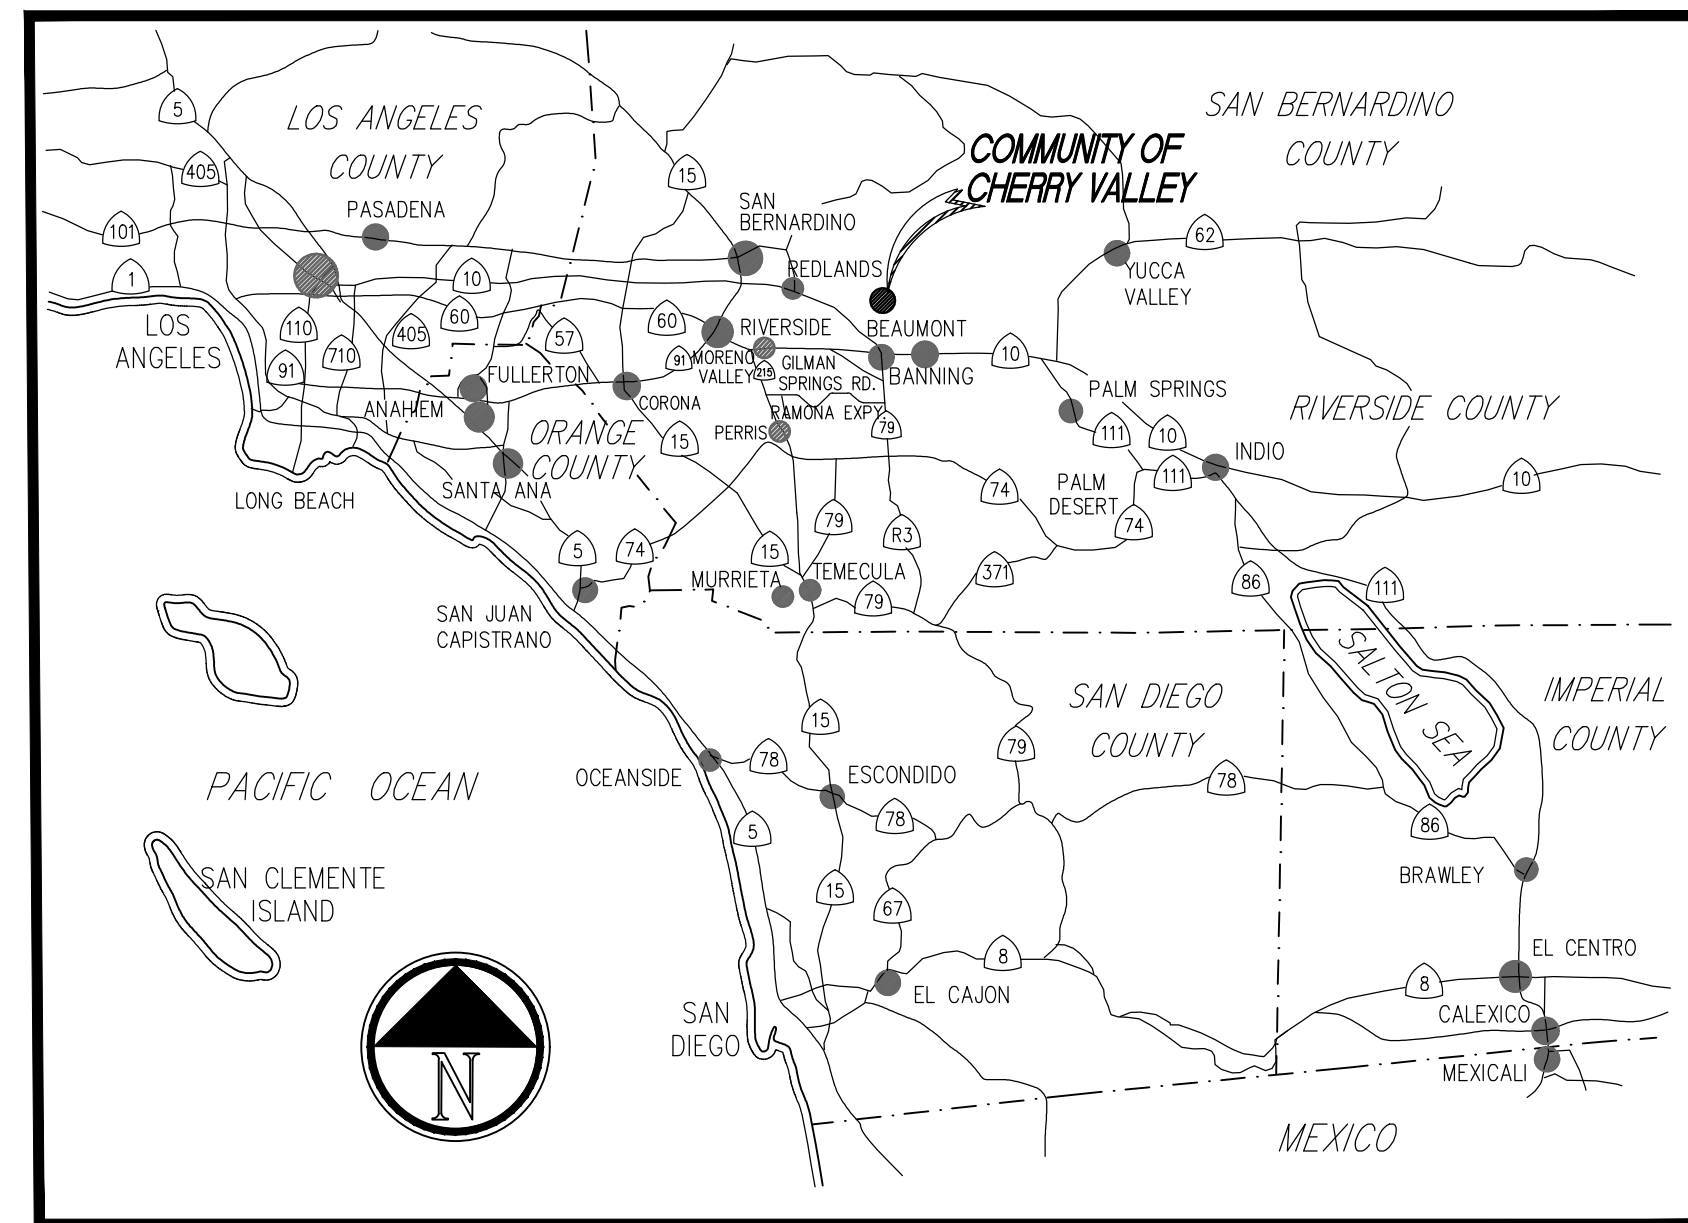 5
LOS ANGELES
COUNTY
SAN BERNARDINO
COUNTY
COMMUNITY OF
CHERRY VALLEY
405
15
PASADENA
SAN
BERNARDINO
101
62
1
10
REDLANDS
YUCCA
VALLEY
LOS
ANGELES
110
60
405
57
60
RIVERSIDE
BEAUMONT
710
91
91
MORENO
VALLEY
215
GILMAN
SPRINGS RD.
BANNING
10
FULLERTON
ANAHIEM
CORONA
RAMONA EXPY.
PALM SPRINGS
RIVERSIDE COUNTY
ORANGE
COUNTY
PERRIS
15
79
111
10
INDIO
SANTA ANA
LONG BEACH
74
PALM
DESERT
111
10
74
5
74
15
79
R3
371
86
111
MURRIETA
TEMECULA
79
SAN JUAN
CAPISTRANO
SALTON SEA
SAN DIEGO
COUNTY
IMPERIAL
COUNTY
15
79
78
OCEANSIDE
ESCONDIDO
78
PACIFIC OCEAN
78
5
86
SAN CLEMENTE
ISLAND
15
67
BRAWLEY
8
EL CENTRO
EL CAJON
8
SAN
DIEGO
CALEXICO
N
MEXICALI
MEXICO